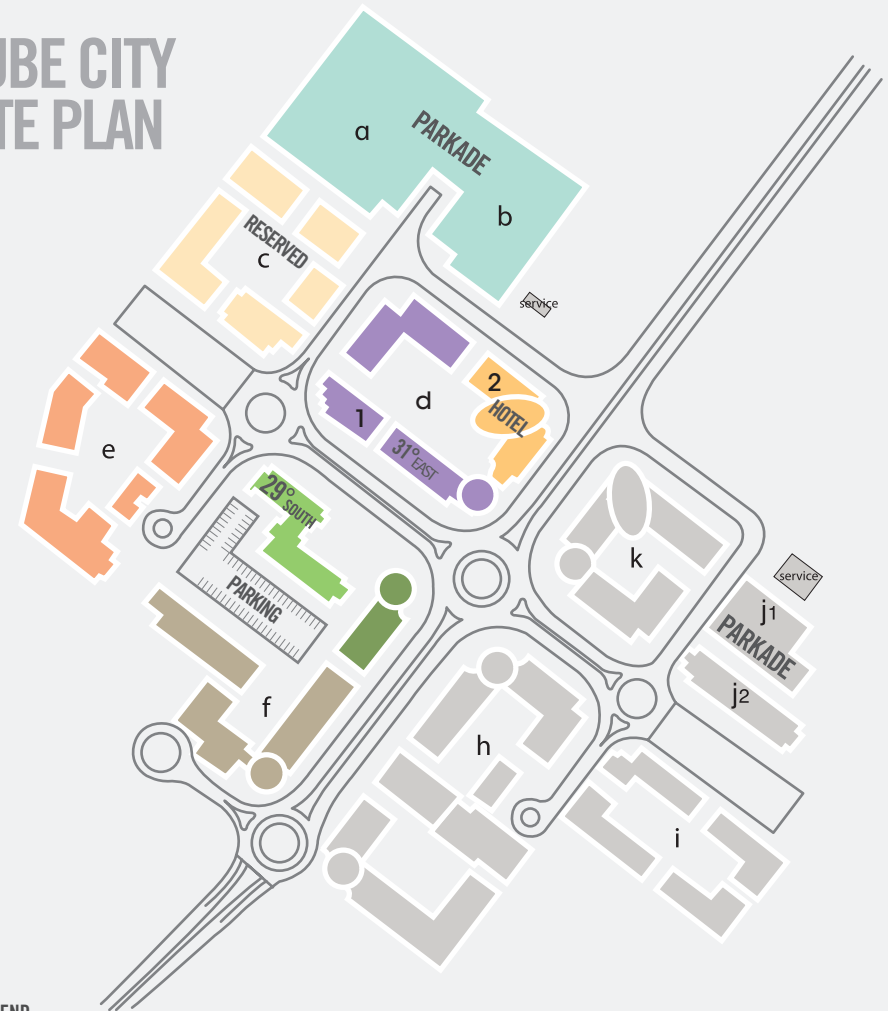 UBE CITY
TE PLAN
a
PARKADE
b
RESERVED
c
service
2
HOTEL
d
1
31° EAST
e
29° SOUTH
PARKING
k
service
j1
PARKADE
j2
f
h
i
END